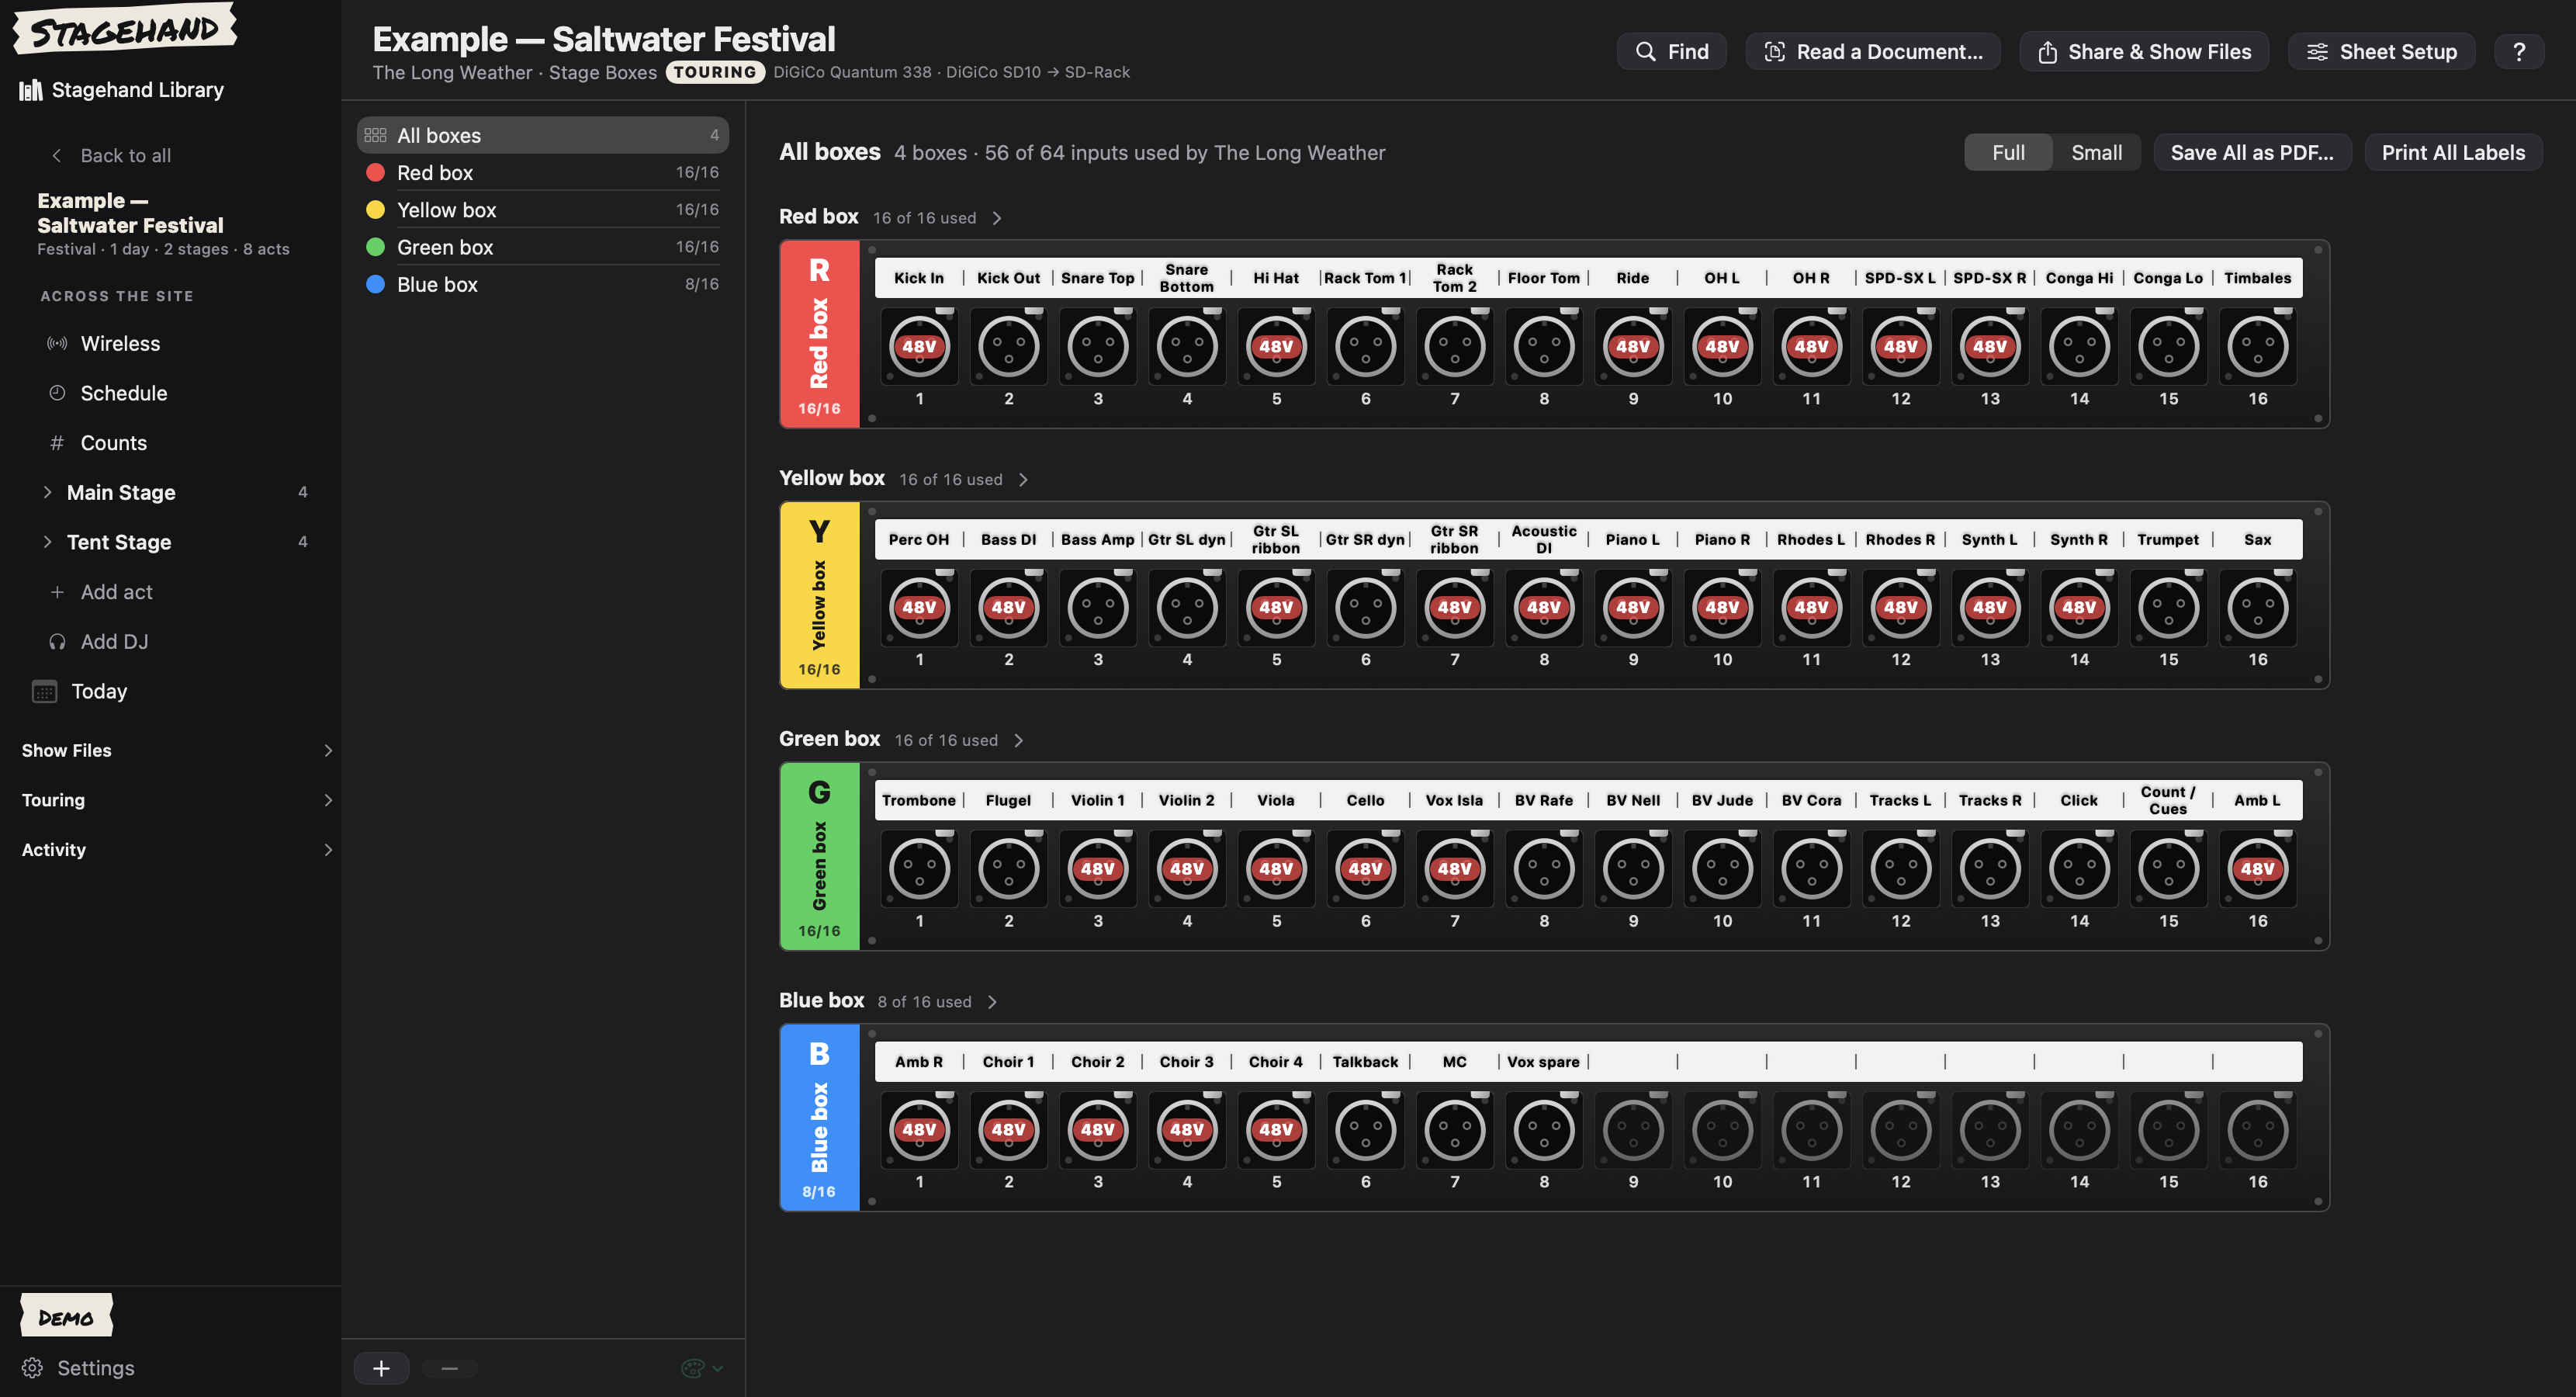 STAGEHAND
Stagehand Library
Back to all
Example —
Saltwater Festival
Festival · 1 day · 2 stages · 8 acts
ACROSS THE SITE
Wireless
Schedule
Counts
Main Stage 4
Tent Stage 4
Add act
Add DJ
Today
Show Files
Touring
Activity
DEMO
Settings
Example — Saltwater Festival
The Long Weather · Stage Boxes TOURING DiGiCo Quantum 338 · DiGiCo SD10 → SD-Rack
Find
Read a Document...
Share & Show Files
Sheet Setup
?
All boxes 4
Red box 16/16
Yellow box 16/16
Green box 16/16
Blue box 8/16
All boxes 4 boxes · 56 of 64 inputs used by The Long Weather
Full Small
Save All as PDF...
Print All Labels
Red box 16 of 16 used
R
Red box
16/16
Kick In | Kick Out | Snare Top | Snare Bottom | Hi Hat | Rack Tom 1 | Rack Tom 2 | Floor Tom | Ride | OH L | OH R | SPD-SX L | SPD-SX R | Conga Hi | Conga Lo | Timbales
48V 48V 48V 48V 48V 48V 48V
1 2 3 4 5 6 7 8 9 10 11 12 13 14 15 16
Yellow box 16 of 16 used
Y
Yellow box
16/16
Perc OH | Bass DI | Bass Amp | Gtr SL dyn | Gtr SL ribbon | Gtr SR dyn | Gtr SR ribbon | Acoustic DI | Piano L | Piano R | Rhodes L | Rhodes R | Synth L | Synth R | Trumpet | Sax
48V 48V 48V 48V 48V 48V 48V 48V 48V 48V 48V
1 2 3 4 5 6 7 8 9 10 11 12 13 14 15 16
Green box 16 of 16 used
G
Green box
16/16
Trombone | Flugel | Violin 1 | Violin 2 | Viola | Cello | Vox Isla | BV Rafe | BV Nell | BV Jude | BV Cora | Tracks L | Tracks R | Click | Count / Cues | Amb L
48V 48V 48V 48V 48V 48V
1 2 3 4 5 6 7 8 9 10 11 12 13 14 15 16
Blue box 8 of 16 used
B
Blue box
8/16
Amb R | Choir 1 | Choir 2 | Choir 3 | Choir 4 | Talkback | MC | Vox spare | | | | | | | |
48V 48V 48V 48V 48V
1 2 3 4 5 6 7 8 9 10 11 12 13 14 15 16